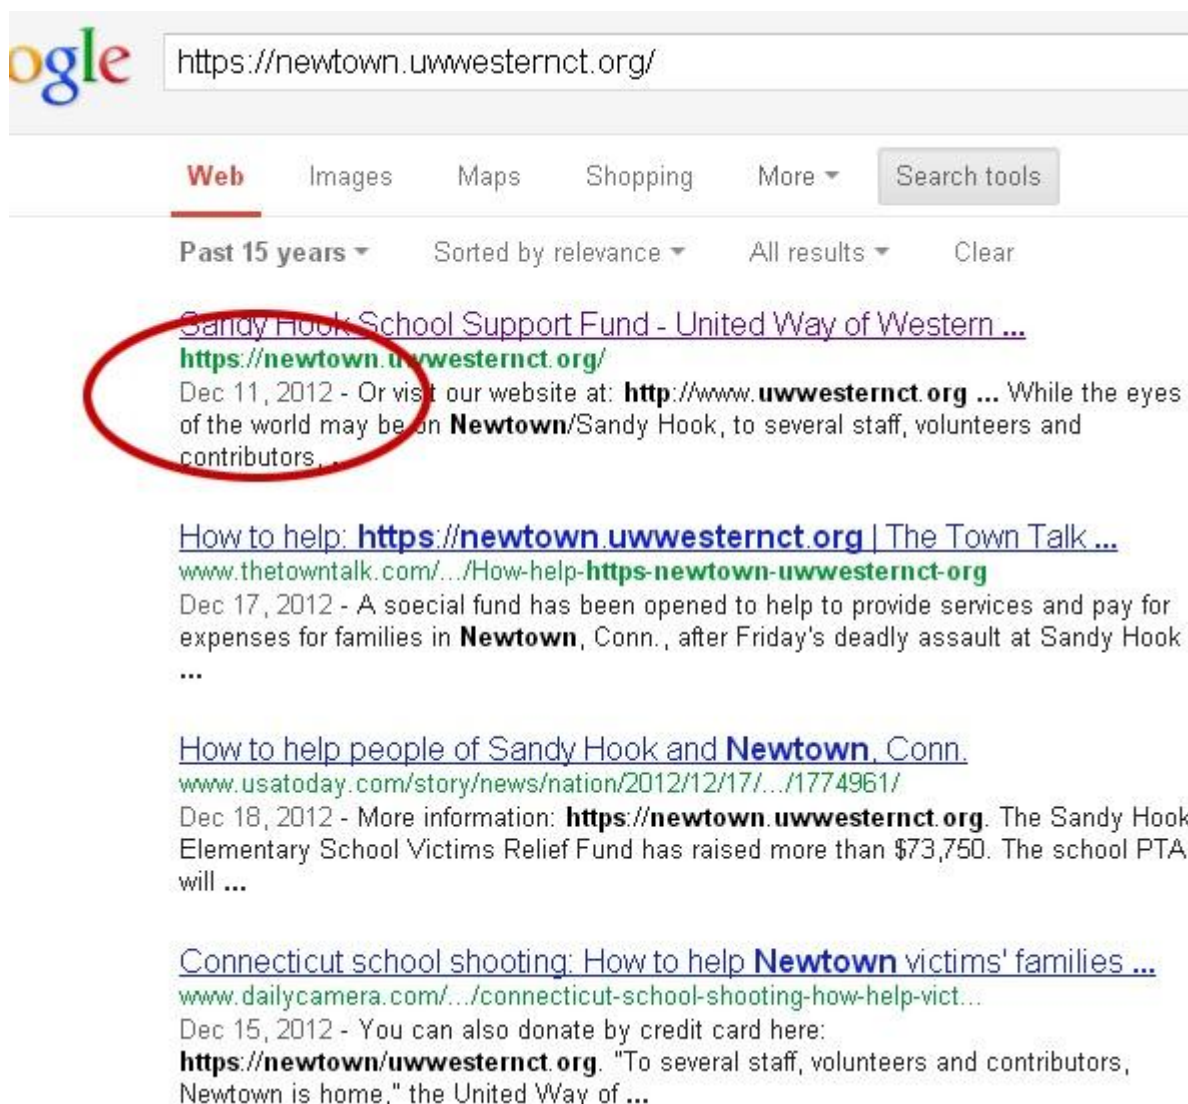 ogle https://newtown.uwwesternct.org/
Web Images Maps Shopping More Search tools
Past 15 years Sorted by relevance All results Clear
Sandy Hook School Support Fund - United Way of Western ...
https://newtown.uwwesternct.org/
Dec 11, 2012 - Or visit our website at: http://www.uwwesternct.org ... While the eyes
of the world may be on Newtown/Sandy Hook, to several staff, volunteers and
contributors, ...
How to help: https://newtown.uwwesternct.org | The Town Talk ...
www.thetowntalk.com/.../How-help-https-newtown-uwwesternct-org
Dec 17, 2012 - A soecial fund has been opened to help to provide services and pay for
expenses for families in Newtown, Conn., after Friday's deadly assault at Sandy Hook
...
How to help people of Sandy Hook and Newtown, Conn.
www.usatoday.com/story/news/nation/2012/12/17/.../1774961/
Dec 18, 2012 - More information: https://newtown.uwwesternct.org. The Sandy Hook
Elementary School Victims Relief Fund has raised more than $73,750. The school PTA
will ...
Connecticut school shooting: How to help Newtown victims' families ...
www.dailycamera.com/.../connecticut-school-shooting-how-help-vict...
Dec 15, 2012 - You can also donate by credit card here:
https://newtown/uwwesternct.org. "To several staff, volunteers and contributors,
Newtown is home," the United Way of ...